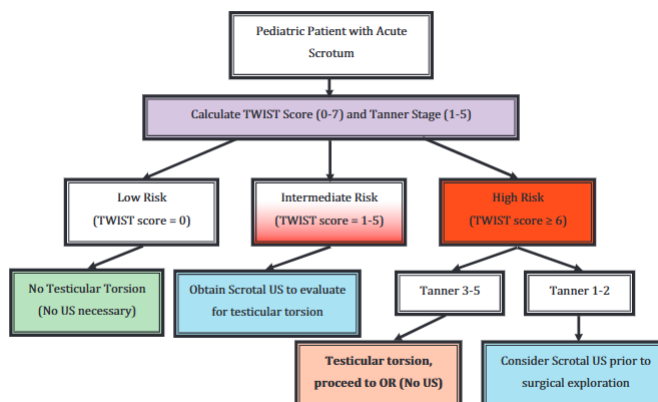 Pediatric Patient with Acute
Scrotum
Calculate TWIST Score (0-7) and Tanner Stage (1-5)
Low Risk
(TWIST score = 0)
Intermediate Risk
(TWIST score = 1-5)
High Risk
(TWIST score ≥ 6)
No Testicular Torsion
(No US necessary)
Obtain Scrotal US to evaluate
for testicular torsion
Tanner 3-5
Tanner 1-2
Testicular torsion,
proceed to OR (No US)
Consider Scrotal US prior to
surgical exploration